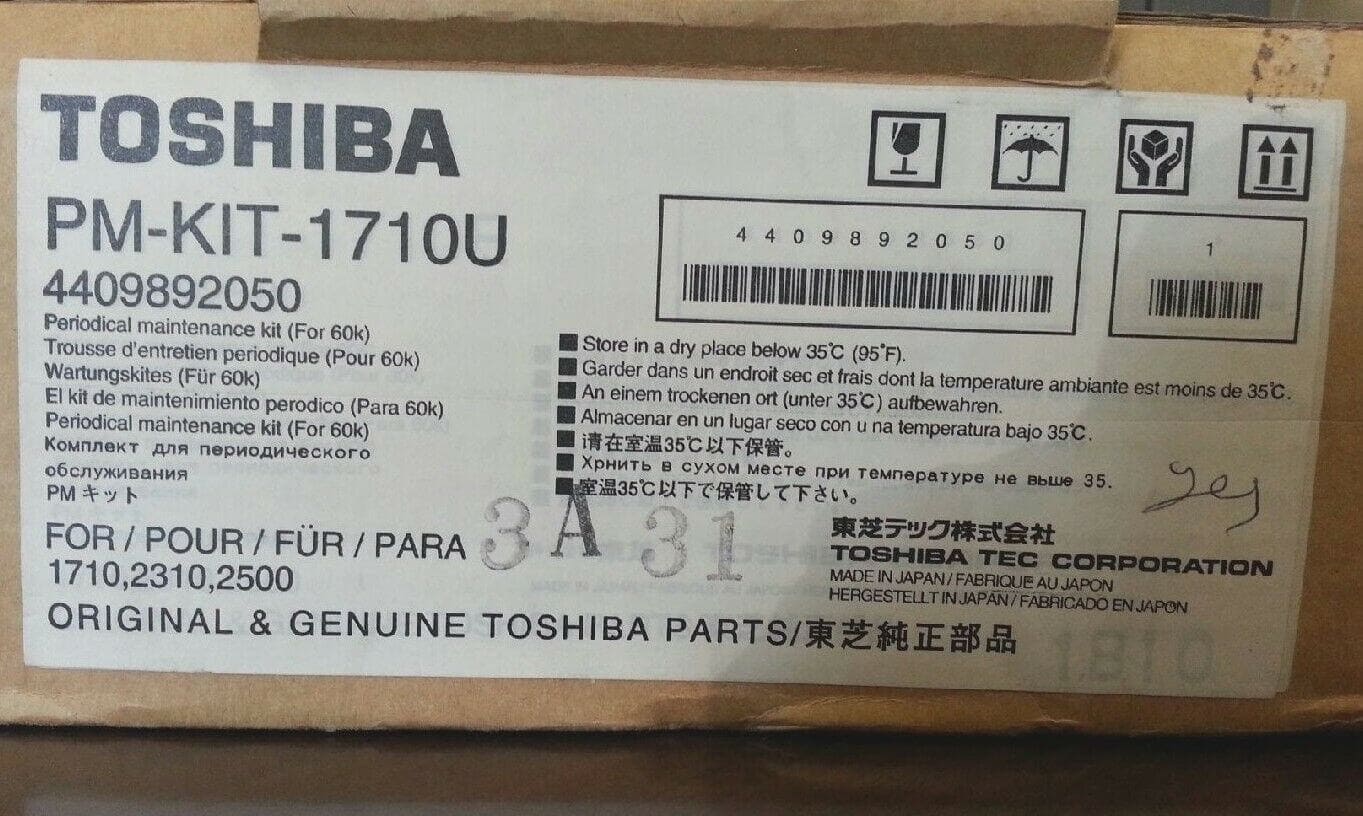 TOSHIBA
PM-KIT-1710U
4409892050
Periodical maintenance kit (For 60k)
Trousse d'entretien periodique (Pour 60k)
Wartungskites (Für 60k)
El kit de maintenimiento perodico (Para 60k)
Periodical maintenance kit (For 60k)
Комплект для периодического
обслуживания
PMキット
FOR / POUR / FÜR / PARA
1710,2310,2500
ORIGINAL & GENUINE TOSHIBA PARTS/東芝純正部品
4409892050
1
■ Store in a dry place below 35℃ (95°F).
■ Garder dans un endroit sec et frais dont la temperature ambiante est moins de 35℃.
■ An einem trockenen ort (unter 35℃) aufbewahren.
■ Almacenar en un lugar seco con u na temperatura bajo 35℃.
■ 请在室温35℃以下保管。
■ Хрнить в сухом месте при температуре не выше 35.
■ 室温35℃以下で保管して下さい。
3A 31
東芝テック株式会社
TOSHIBA TEC CORPORATION
MADE IN JAPAN / FABRIQUE AU JAPON
HERGESTELLT IN JAPAN / FABRICADO EN JAPON